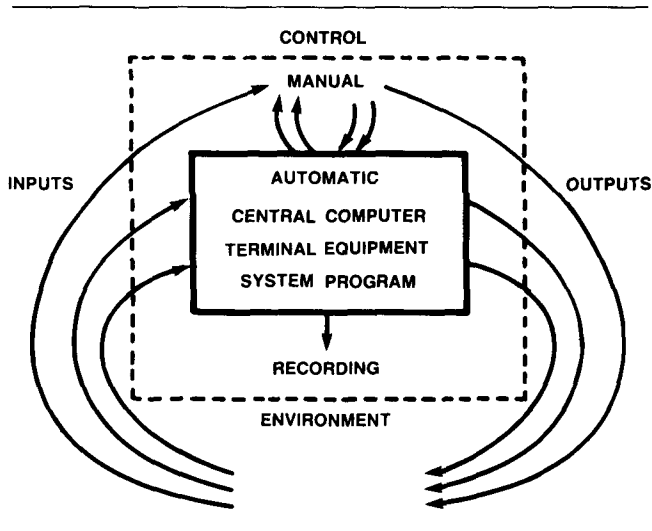 CONTROL
MANUAL
INPUTS
OUTPUTS
AUTOMATIC
CENTRAL COMPUTER
TERMINAL EQUIPMENT
SYSTEM PROGRAM
RECORDING
ENVIRONMENT